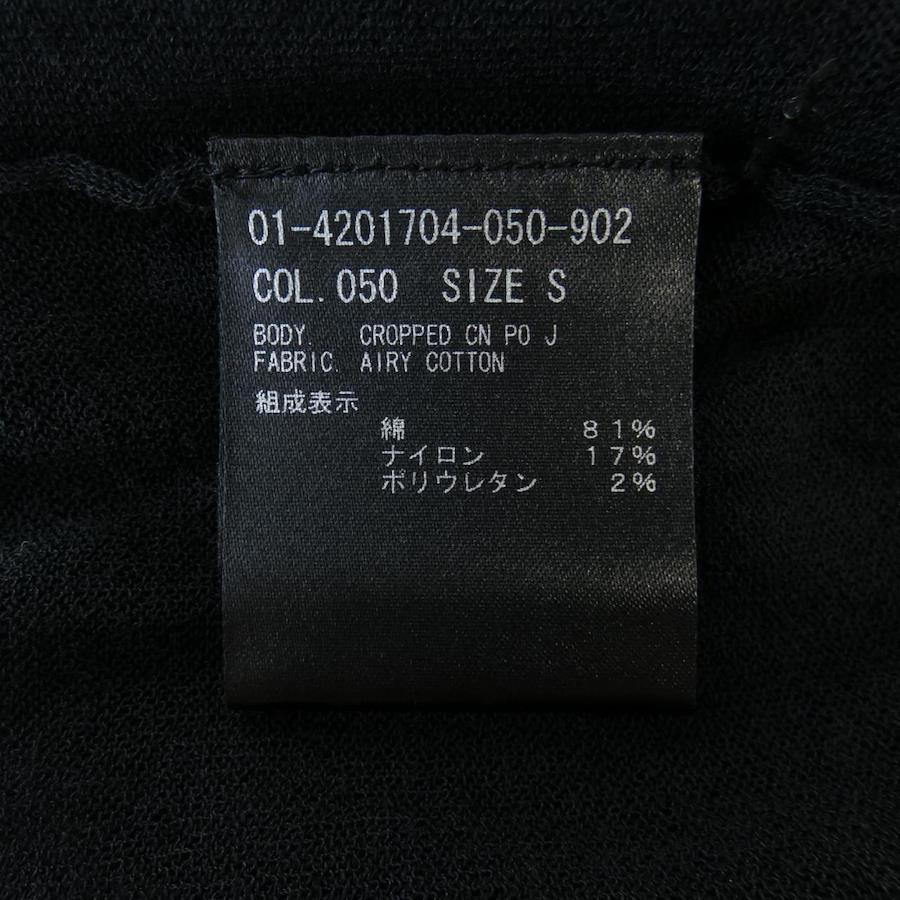 01-4201704-050-902
COL.050 SIZE S
BODY. CROPPED CN PO J
FABRIC. AIRY COTTON
組成表示
綿 81%
ナイロン 17%
ポリウレタン 2%